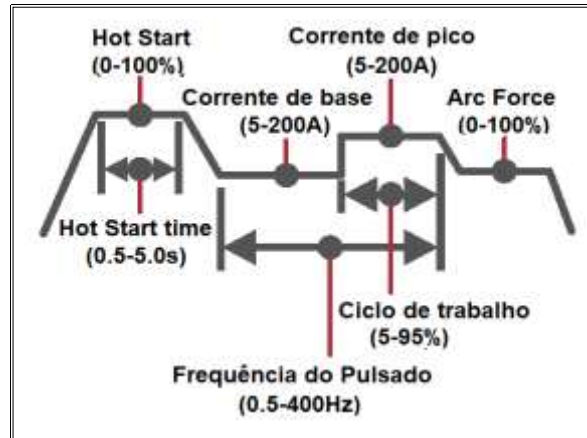 Hot Start
(0-100%)
Corrente de pico
(5-200A)
Corrente de base
(5-200A)
Arc Force
(0-100%)
Hot Start time
(0.5-5.0s)
Ciclo de trabalho
(5-95%)
Frequência do Pulsado
(0.5-400Hz)